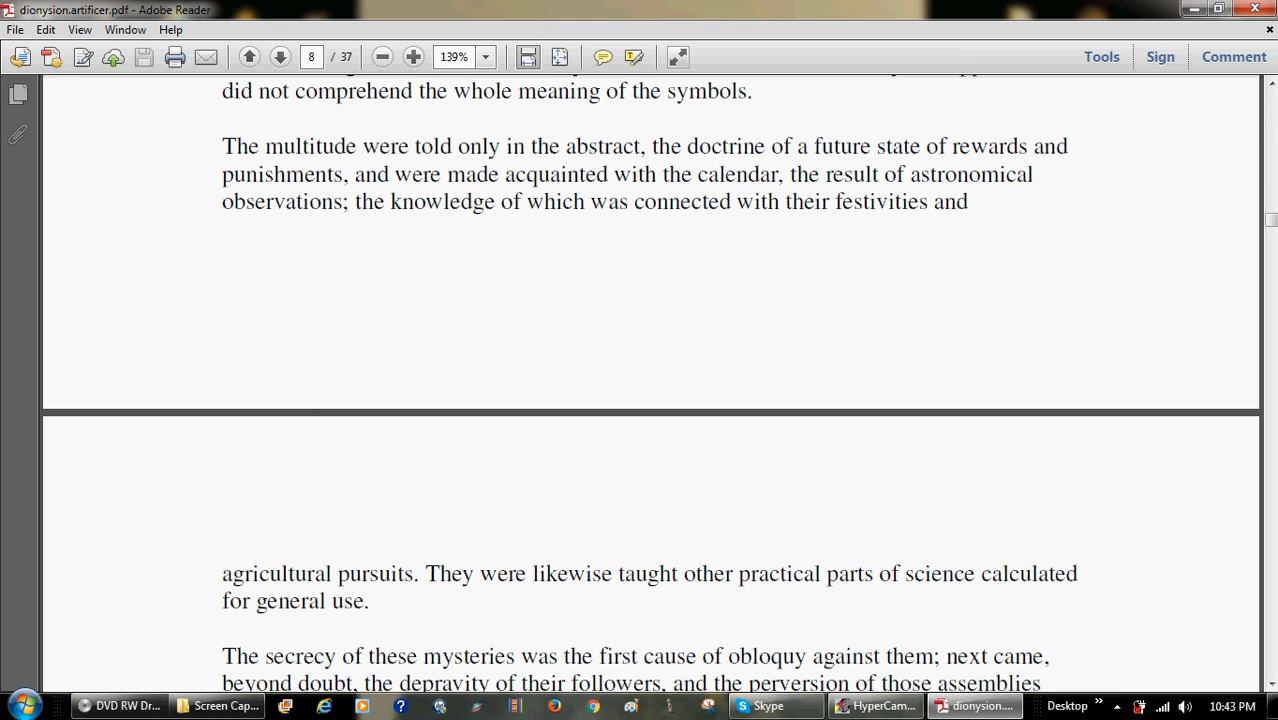 dionysion.artificer.pdf - Adobe Reader
File Edit View Window Help
8 / 37 139% Tools Sign Comment
did not comprehend the whole meaning of the symbols.
The multitude were told only in the abstract, the doctrine of a future state of rewards and
punishments, and were made acquainted with the calendar, the result of astronomical
observations; the knowledge of which was connected with their festivities and
agricultural pursuits. They were likewise taught other practical parts of science calculated
for general use.
The secrecy of these mysteries was the first cause of obloquy against them; next came,
beyond doubt, the depravity of their followers, and the perversion of those assemblies
DVD RW Dr... Screen Cap... Skype HyperCam... dionysion.... Desktop 10:43 PM